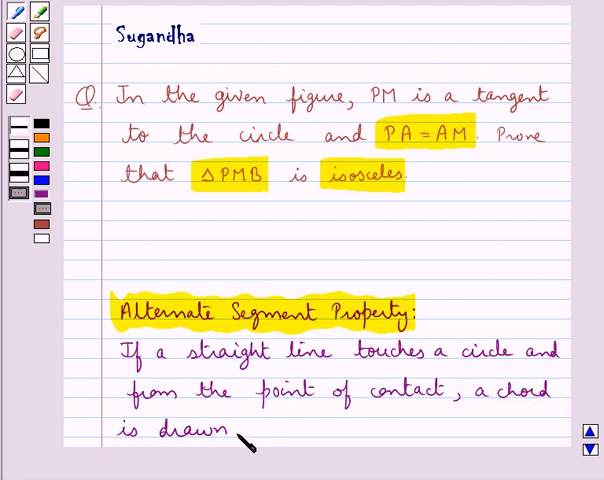 Sugandha
Q. In the given figure, PM is a tangent
to the circle and PA = AM. Prove
that △PMB is isosceles.
Alternate Segment Property:
If a straight line touches a circle and
from the point of contact, a chord
is drawn